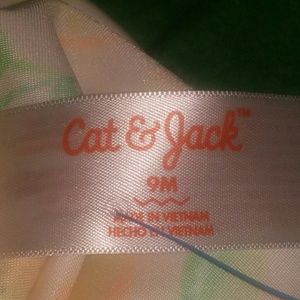 Cat & Jack™
9M
MADE IN VIETNAM
HECHO EN VIETNAM